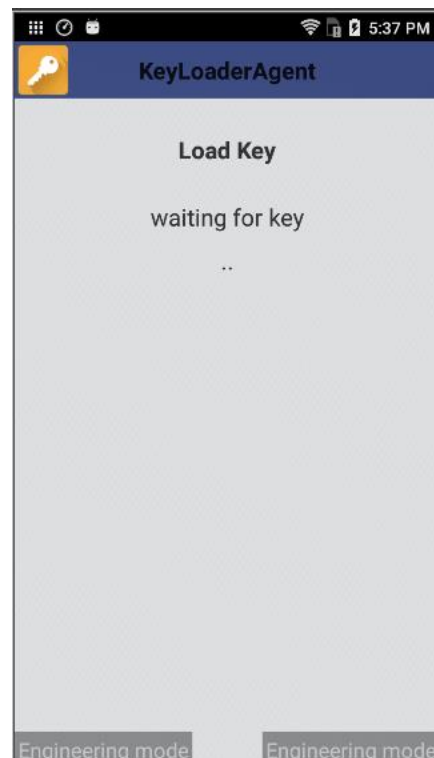 5:37 PM
KeyLoaderAgent
Load Key
waiting for key
..
Engineering mode Engineering mode